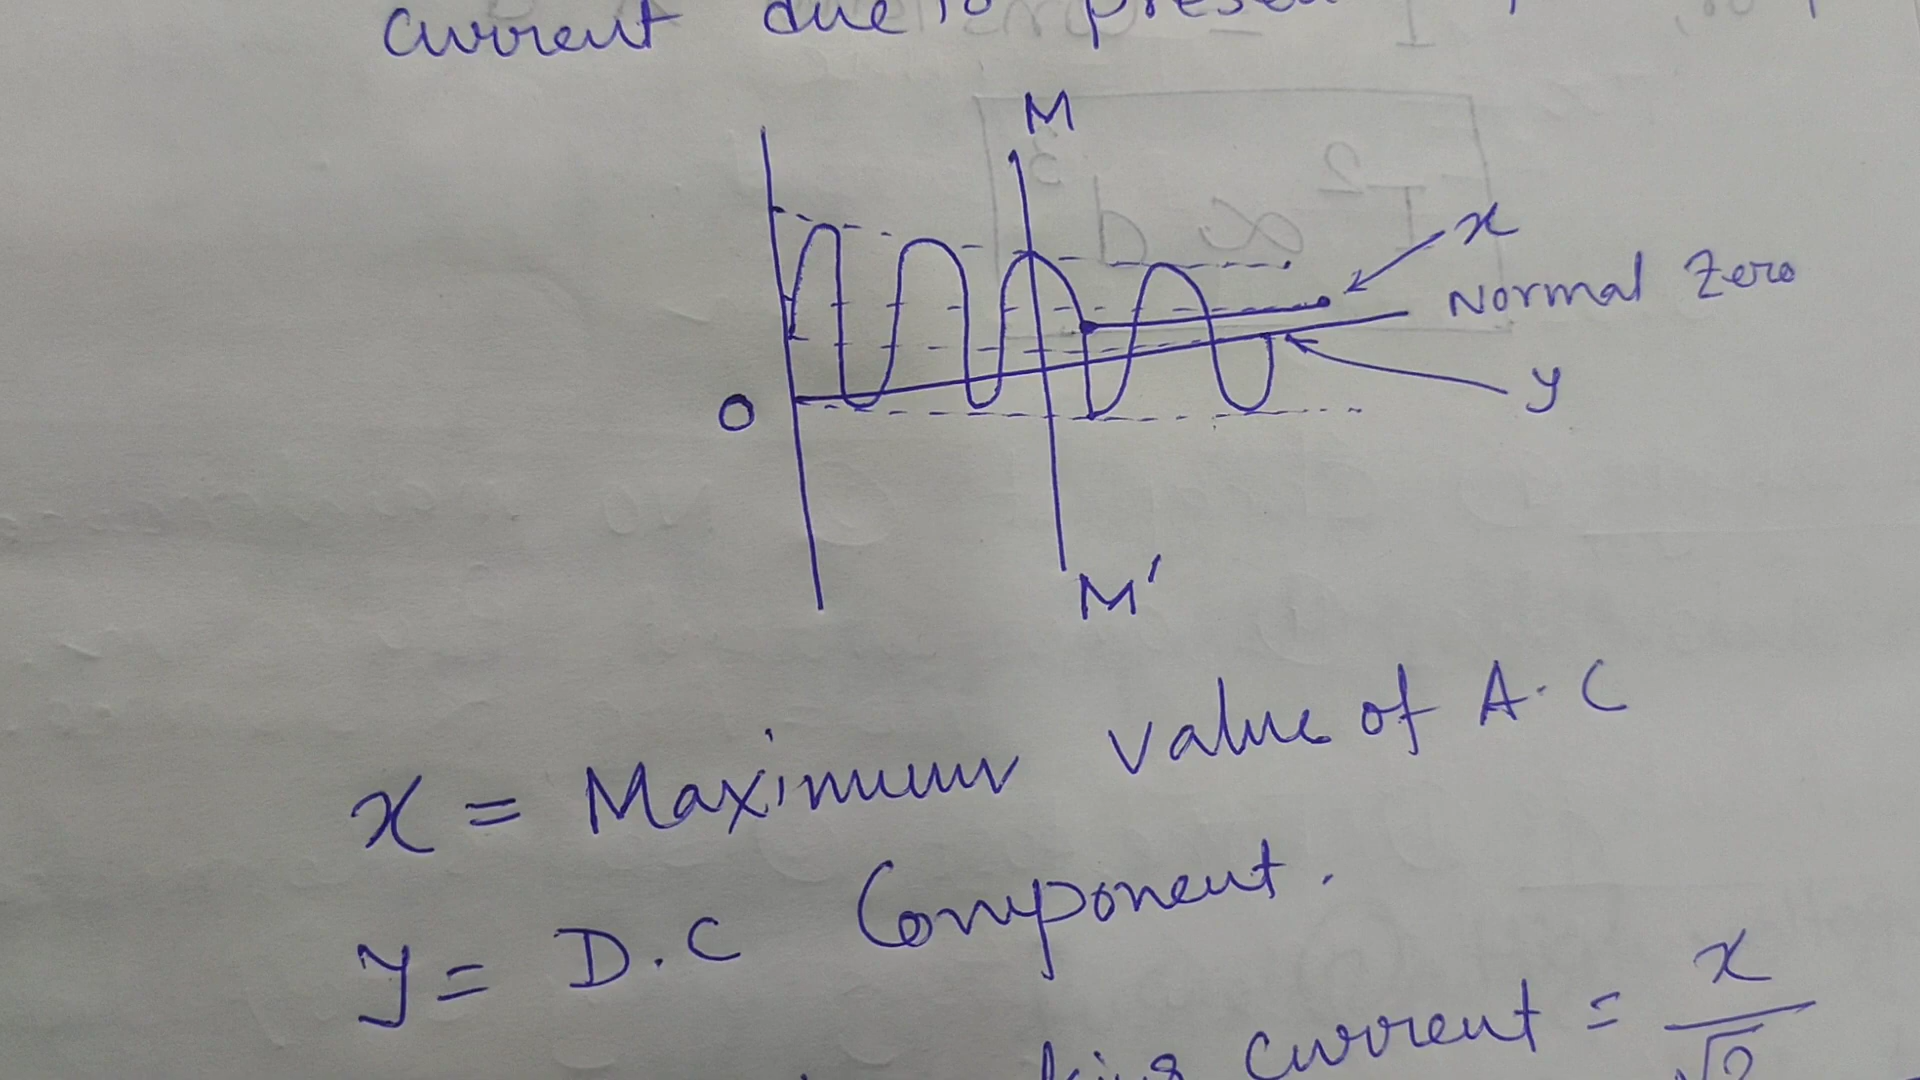 Current due to
M
x
Normal Zero
O
y
M'
x = Maximum value of A.C
Component.
y = D.C
current = x/√2